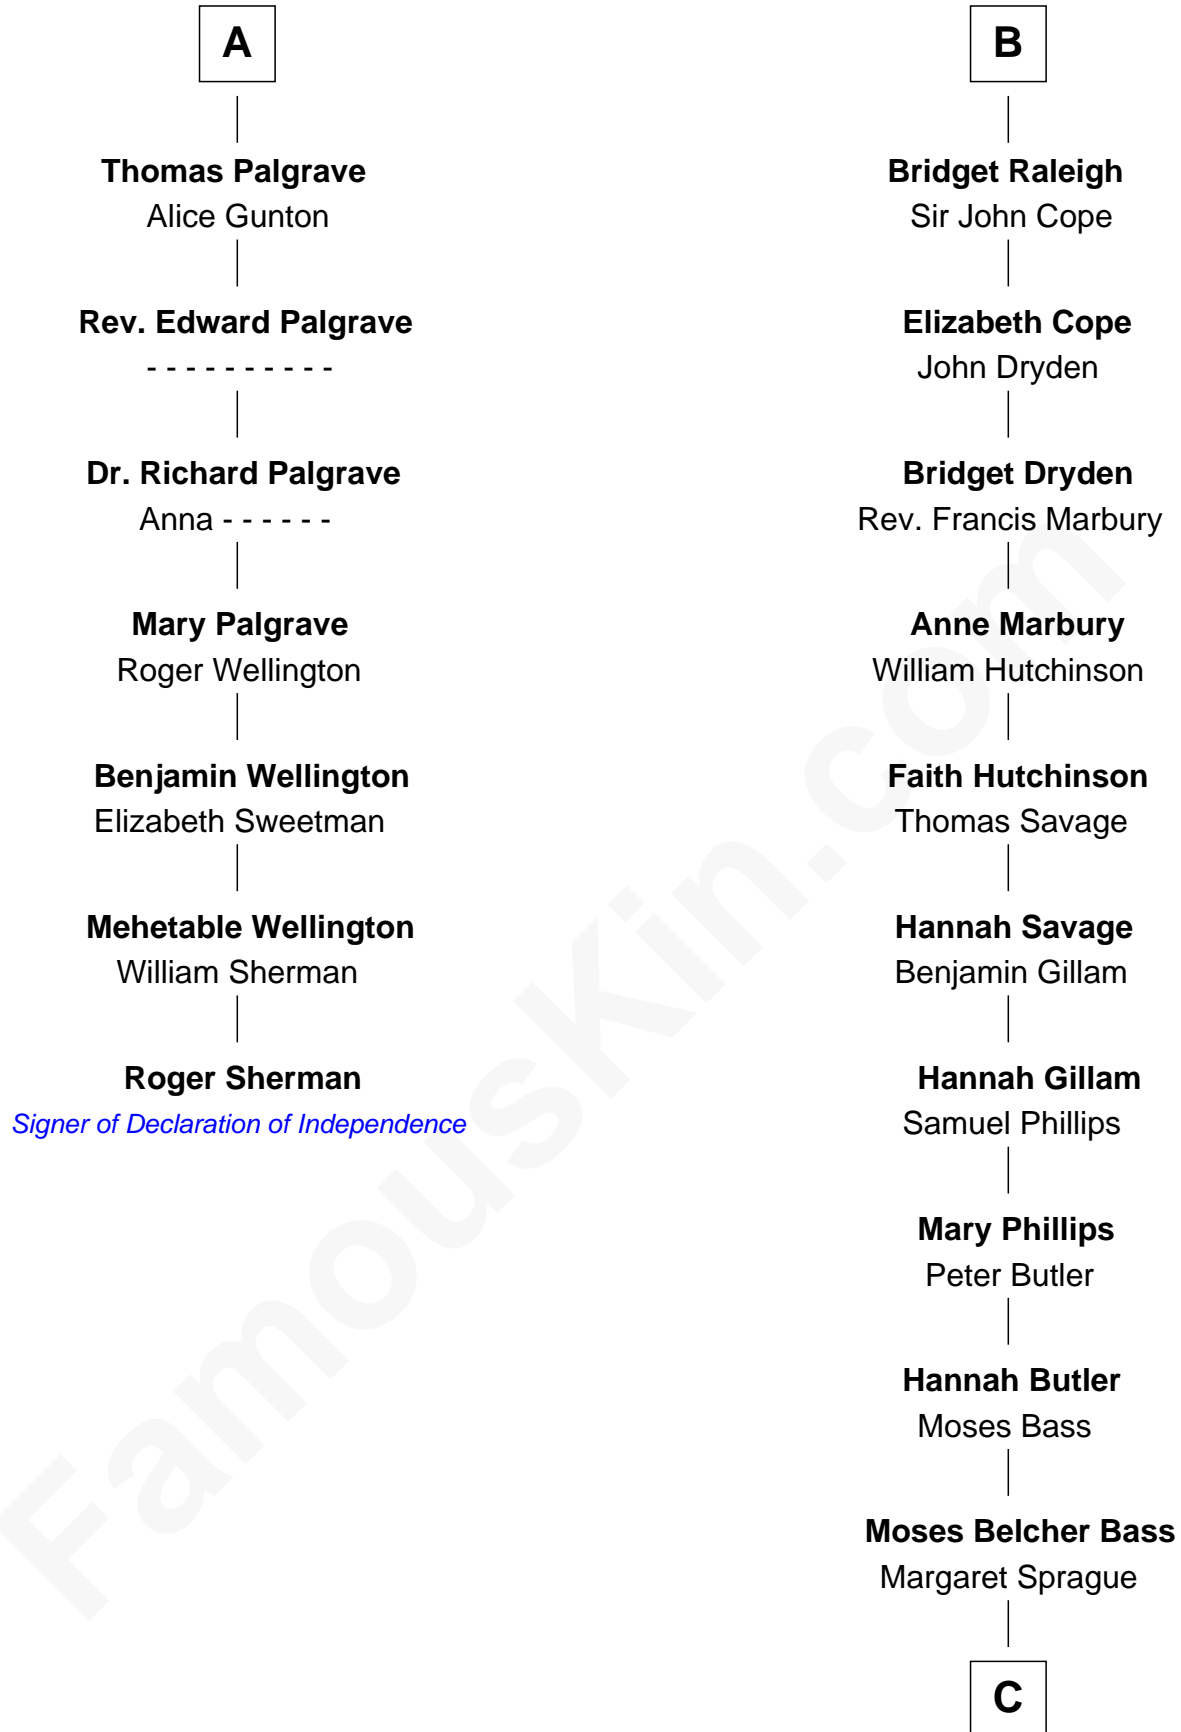 A
Thomas Palgrave
Alice Gunton
Rev. Edward Palgrave
- - - - - - - - - -
Dr. Richard Palgrave
Anna - - - - - -
Mary Palgrave
Roger Wellington
Benjamin Wellington
Elizabeth Sweetman
Mehetable Wellington
William Sherman
Roger Sherman
Signer of Declaration of Independence
B
Bridget Raleigh
Sir John Cope
Elizabeth Cope
John Dryden
Bridget Dryden
Rev. Francis Marbury
Anne Marbury
William Hutchinson
Faith Hutchinson
Thomas Savage
Hannah Savage
Benjamin Gillam
Hannah Gillam
Samuel Phillips
Mary Phillips
Peter Butler
Hannah Butler
Moses Bass
Moses Belcher Bass
Margaret Sprague
C
FamousKin.com